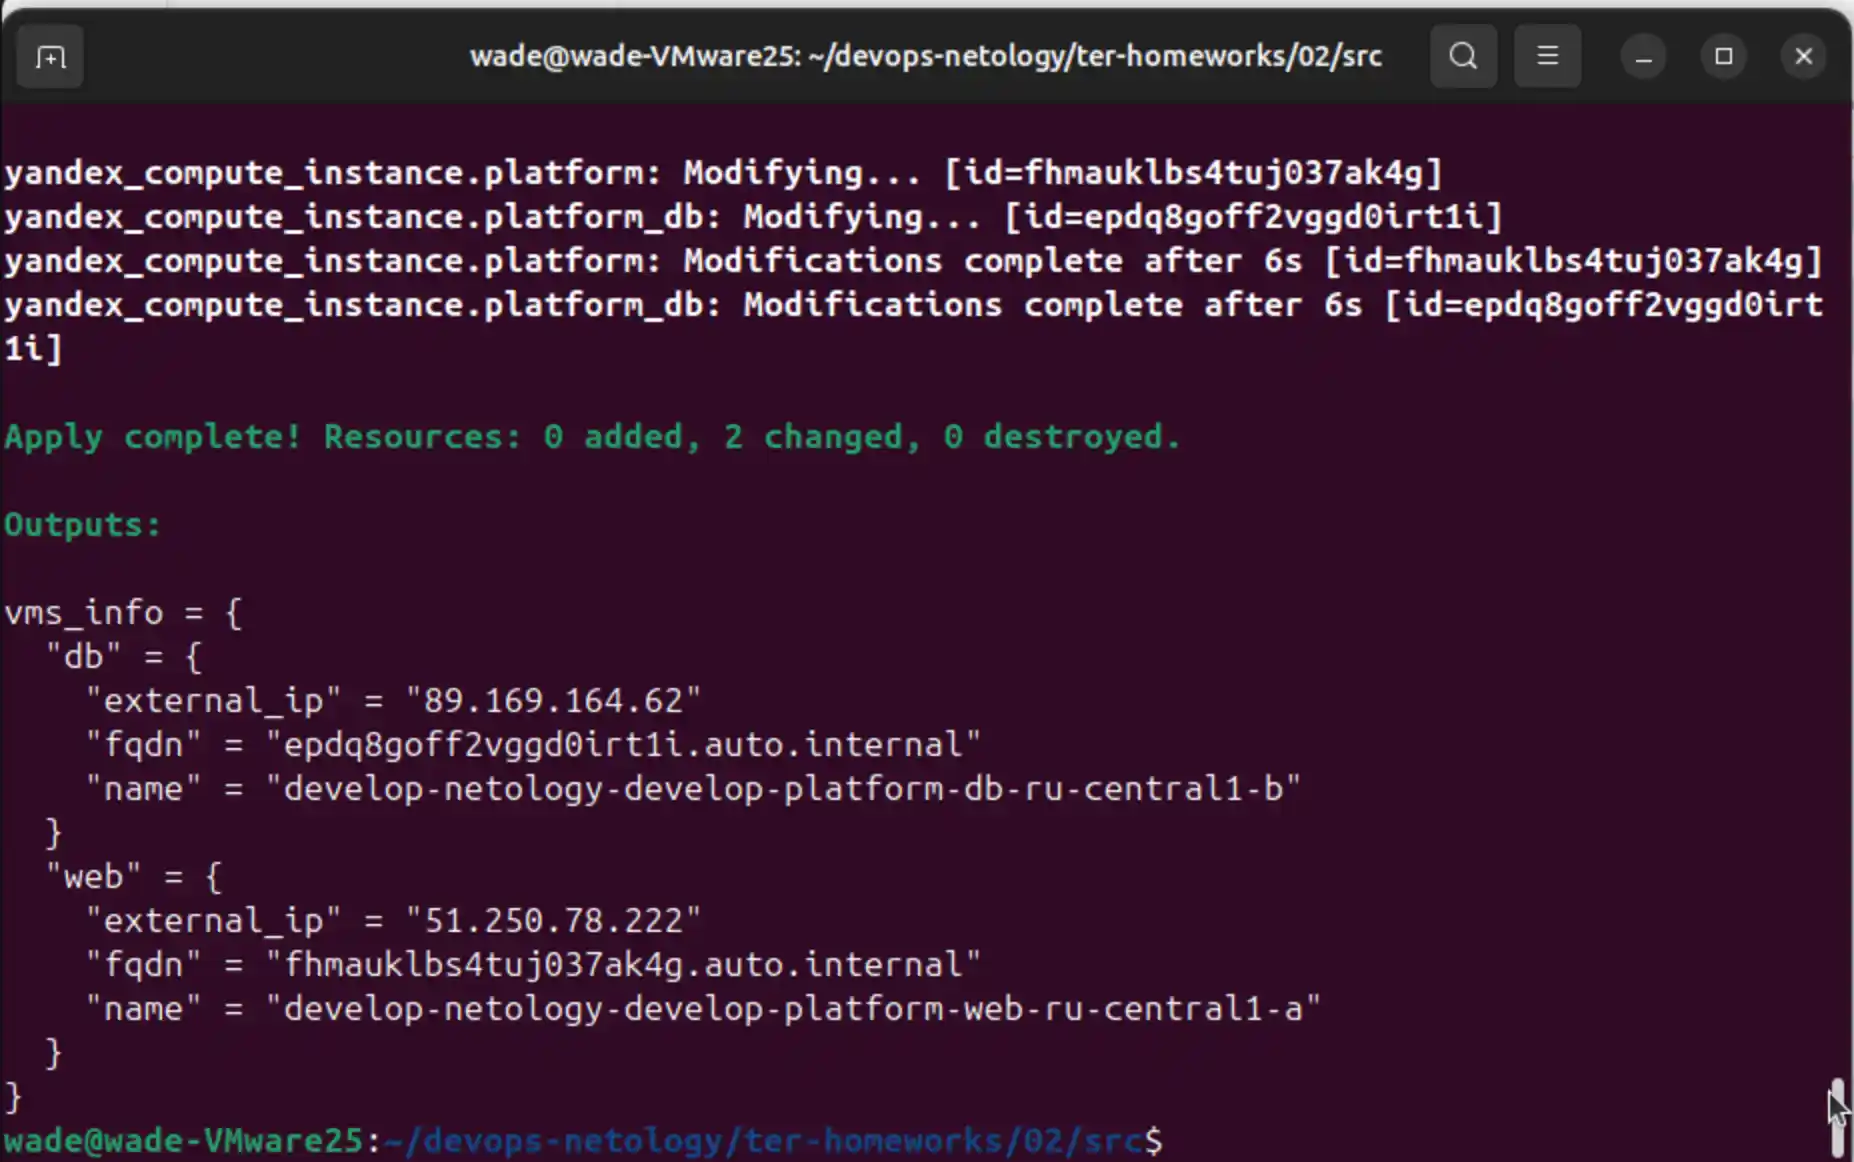 wade@wade-VMware25: ~/devops-netology/ter-homeworks/02/src
yandex_compute_instance.platform: Modifying... [id=fhmauklbs4tuj037ak4g]
yandex_compute_instance.platform_db: Modifying... [id=epdq8goff2vggd0irt1i]
yandex_compute_instance.platform: Modifications complete after 6s [id=fhmauklbs4tuj037ak4g]
yandex_compute_instance.platform_db: Modifications complete after 6s [id=epdq8goff2vggd0irt
1i]
Apply complete! Resources: 0 added, 2 changed, 0 destroyed.
Outputs:
vms_info = {
  "db" = {
    "external_ip" = "89.169.164.62"
    "fqdn" = "epdq8goff2vggd0irt1i.auto.internal"
    "name" = "develop-netology-develop-platform-db-ru-central1-b"
  }
  "web" = {
    "external_ip" = "51.250.78.222"
    "fqdn" = "fhmauklbs4tuj037ak4g.auto.internal"
    "name" = "develop-netology-develop-platform-web-ru-central1-a"
  }
}
wade@wade-VMware25:~/devops-netology/ter-homeworks/02/src$